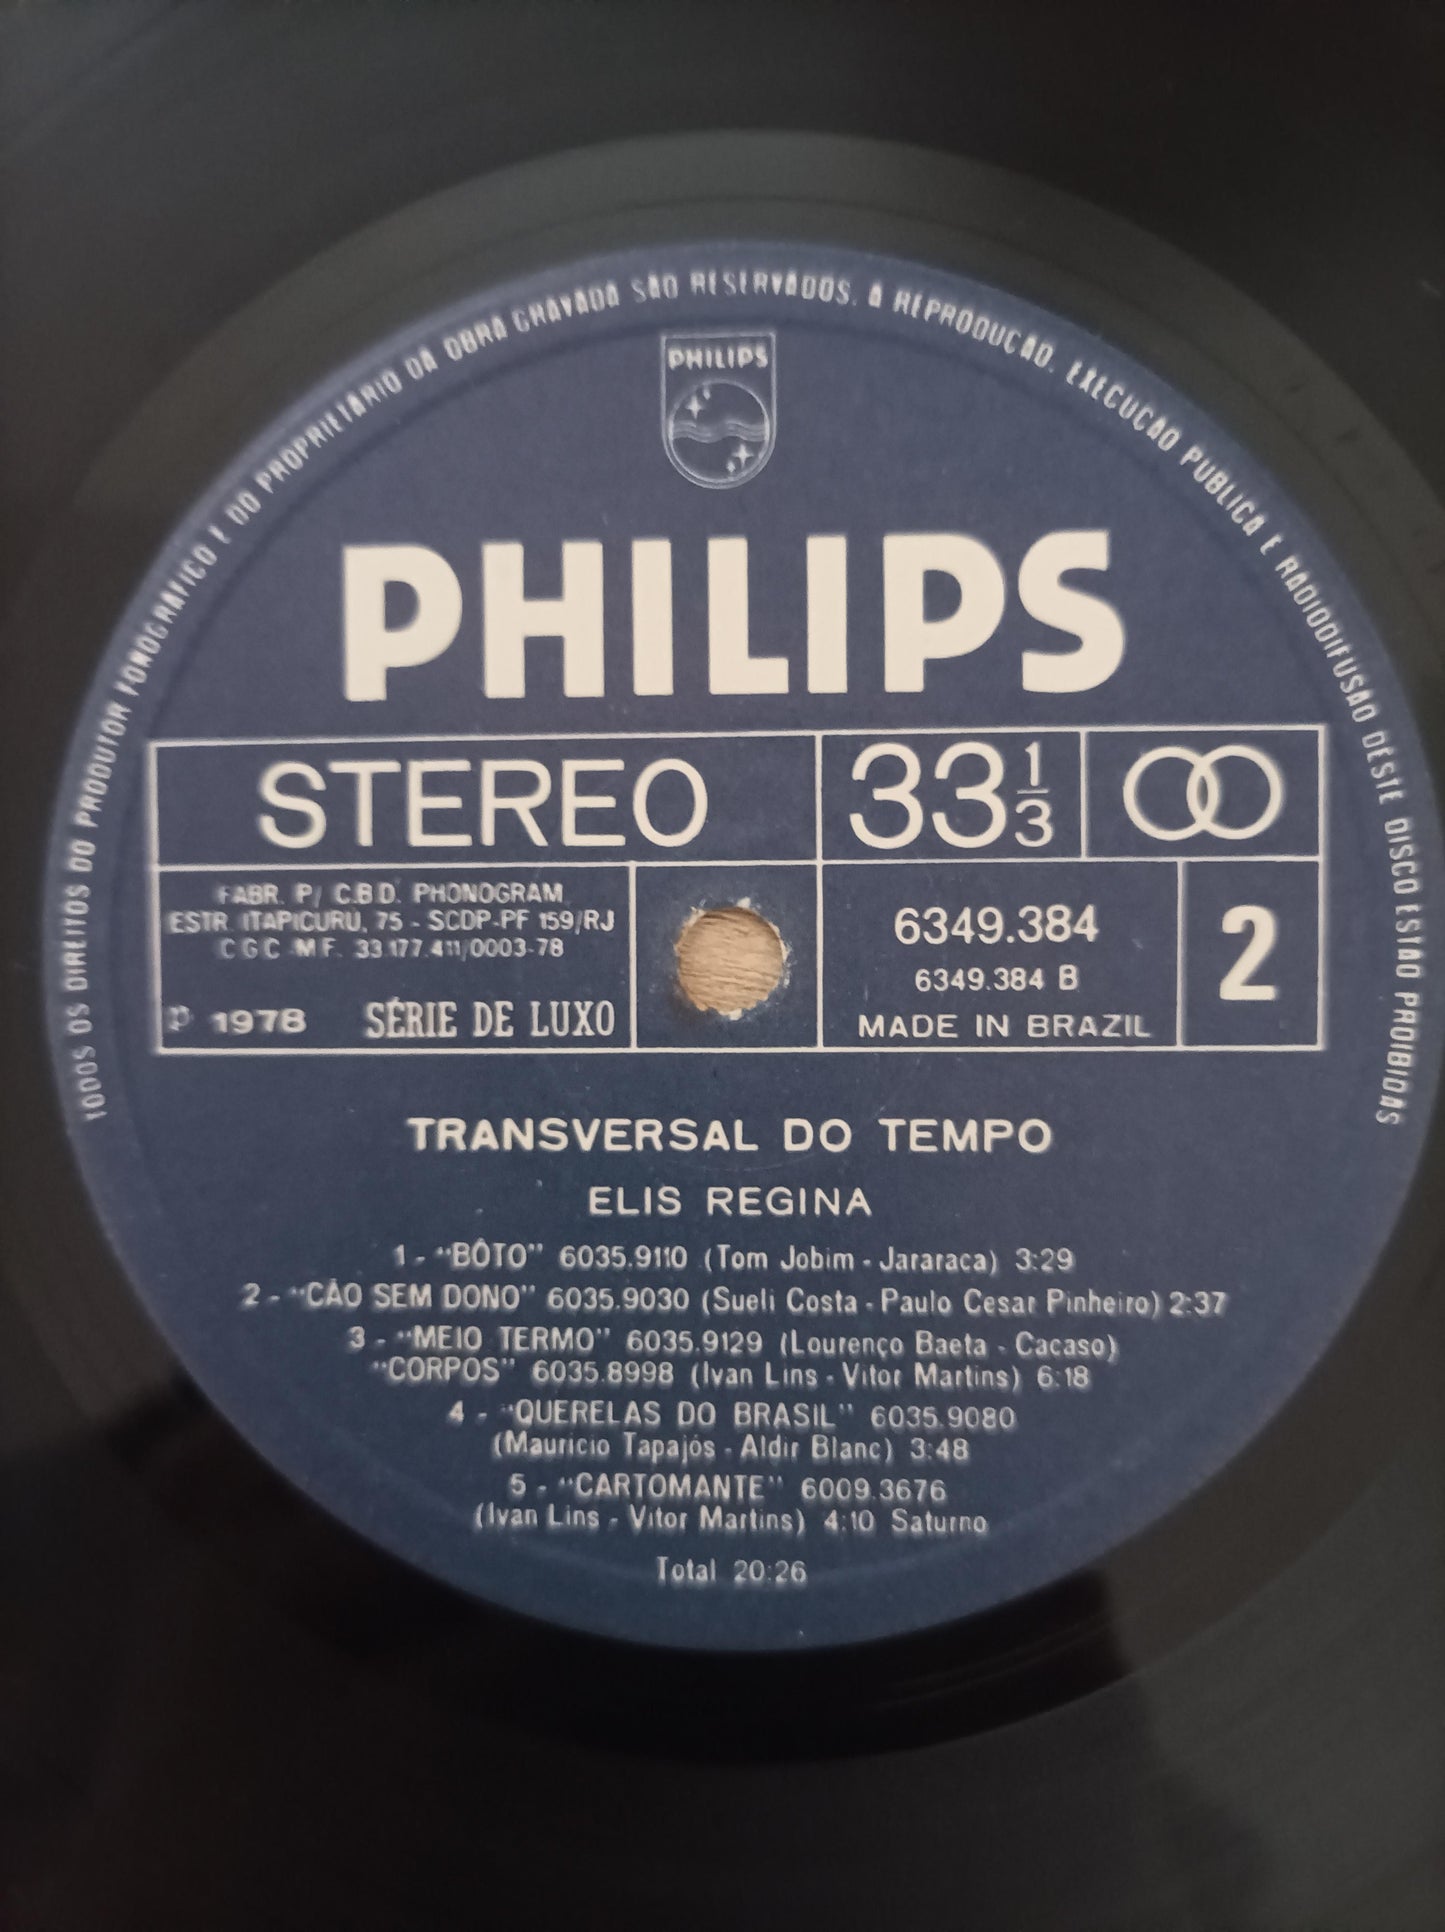 TODOS OS DIREITOS DO PRODUTOR FONOGRÁFICO E DO PROPRIETÁRIO DA OBRA GRAVADA SÃO RESERVADOS. A REPRODUÇÃO, EXECUÇÃO PÚBLICA E RADIODIFUSÃO DESTE DISCO ESTÃO PROIBIDAS
PHILIPS
PHILIPS
STEREO 33 1/3
FABR. P/ C.B.D. PHONOGRAM
ESTR. ITAPICURU, 75 - SCDP-PF 159/RJ
C G C - M F. 33.177.411/0003-78
℗ 1978 SÉRIE DE LUXO
6349.384
6349.384 B
MADE IN BRAZIL
2
TRANSVERSAL DO TEMPO
ELIS REGINA
1 - "BÔTO" 6035.9110 (Tom Jobim - Jararaca) 3:29
2 - "CÃO SEM DONO" 6035.9030 (Sueli Costa - Paulo Cesar Pinheiro) 2:37
3 - "MEIO TERMO" 6035.9129 (Lourenço Baeta - Cacaso)
"CORPOS" 6035.8998 (Ivan Lins - Vitor Martins) 6:18
4 - "QUERELAS DO BRASIL" 6035.9080
(Mauricio Tapajós - Aldir Blanc) 3:48
5 - "CARTOMANTE" 6009.3676
(Ivan Lins - Vitor Martins) 4:10 Saturno
Total 20:26